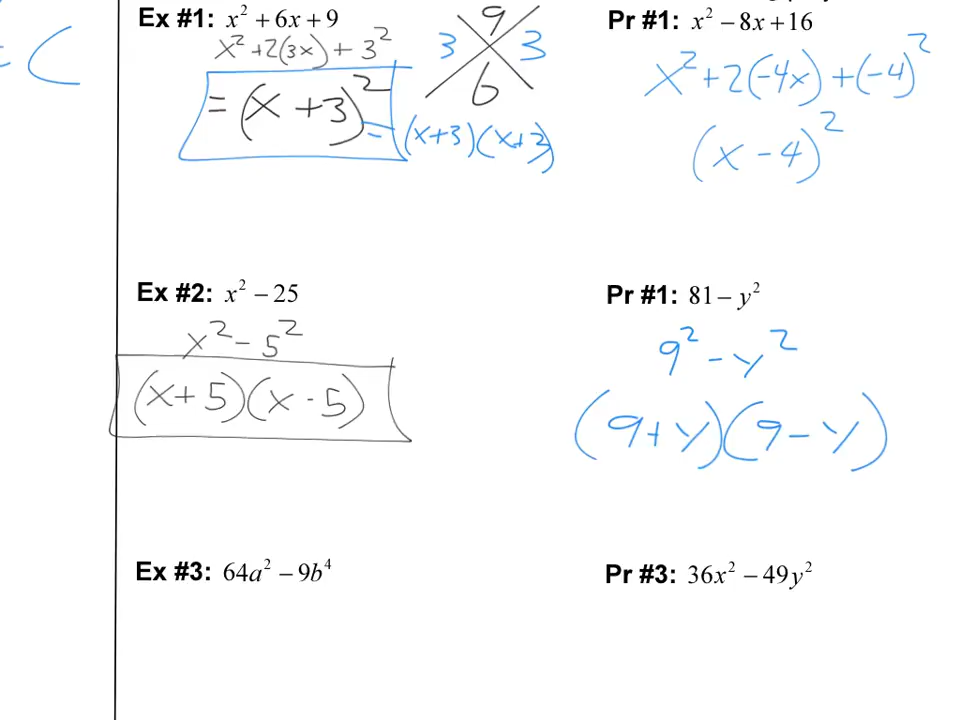 = (
Ex #1: x² + 6x + 9
x² + 2(3x) + 3²
= (x + 3)²
9
3 3
6
= (x+3)(x+3)
Pr #1: x² − 8x + 16
x² + 2(-4x) + (-4)²
(x - 4)²
Ex #2: x² − 25
x² - 5²
(x + 5)(x - 5)
Pr #1: 81 − y²
9² - y²
(9 + y)(9 - y)
Ex #3: 64a² − 9b⁴
Pr #3: 36x² − 49y²